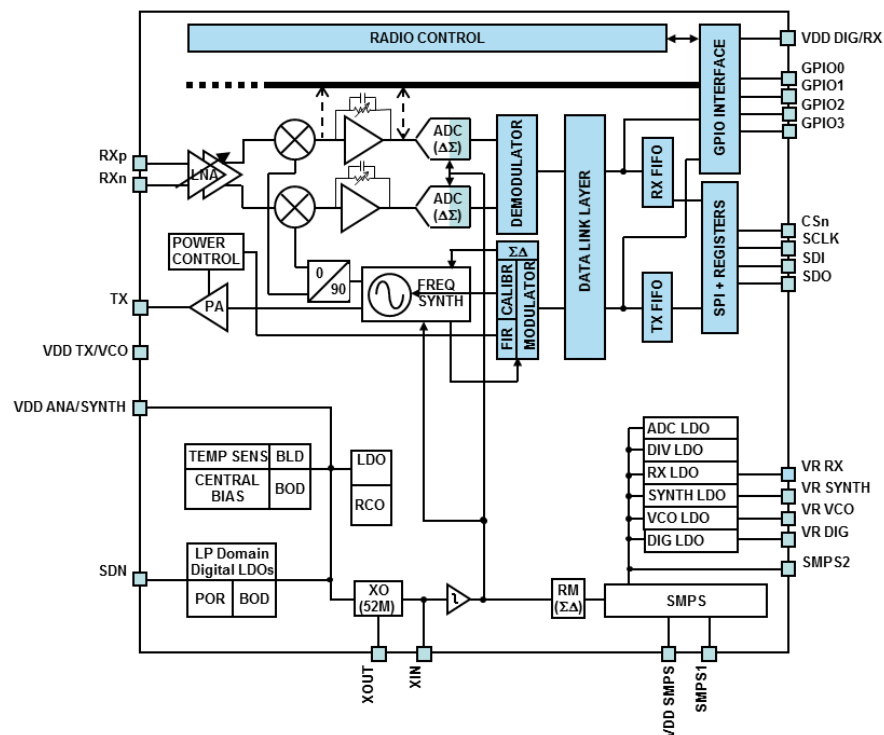 RADIO CONTROL
VDD DIG/RX
GPIO INTERFACE
GPIO0
GPIO1
GPIO2
GPIO3
RXp
RXn
LNA
ADC
(ΔΣ)
ADC
(ΔΣ)
DEMODULATOR
DATA LINK LAYER
RX FIFO
SPI + REGISTERS
CSn
SCLK
SDI
SDO
POWER
CONTROL
TX
PA
0
90
FREQ
SYNTH
ΣΔ
FIR
CALIBR
MODULATOR
TX FIFO
VDD TX/VCO
VDD ANA/SYNTH
TEMP SENS
BLD
CENTRAL
BIAS
BOD
LDO
RCO
ADC LDO
DIV LDO
RX LDO
SYNTH LDO
VCO LDO
DIG LDO
VR RX
VR SYNTH
VR VCO
VR DIG
SMPS2
SDN
LP Domain
Digital LDOs
POR
BOD
XO
(52M)
RM
(ΣΔ)
SMPS
XOUT
XIN
VDD SMPS
SMPS1